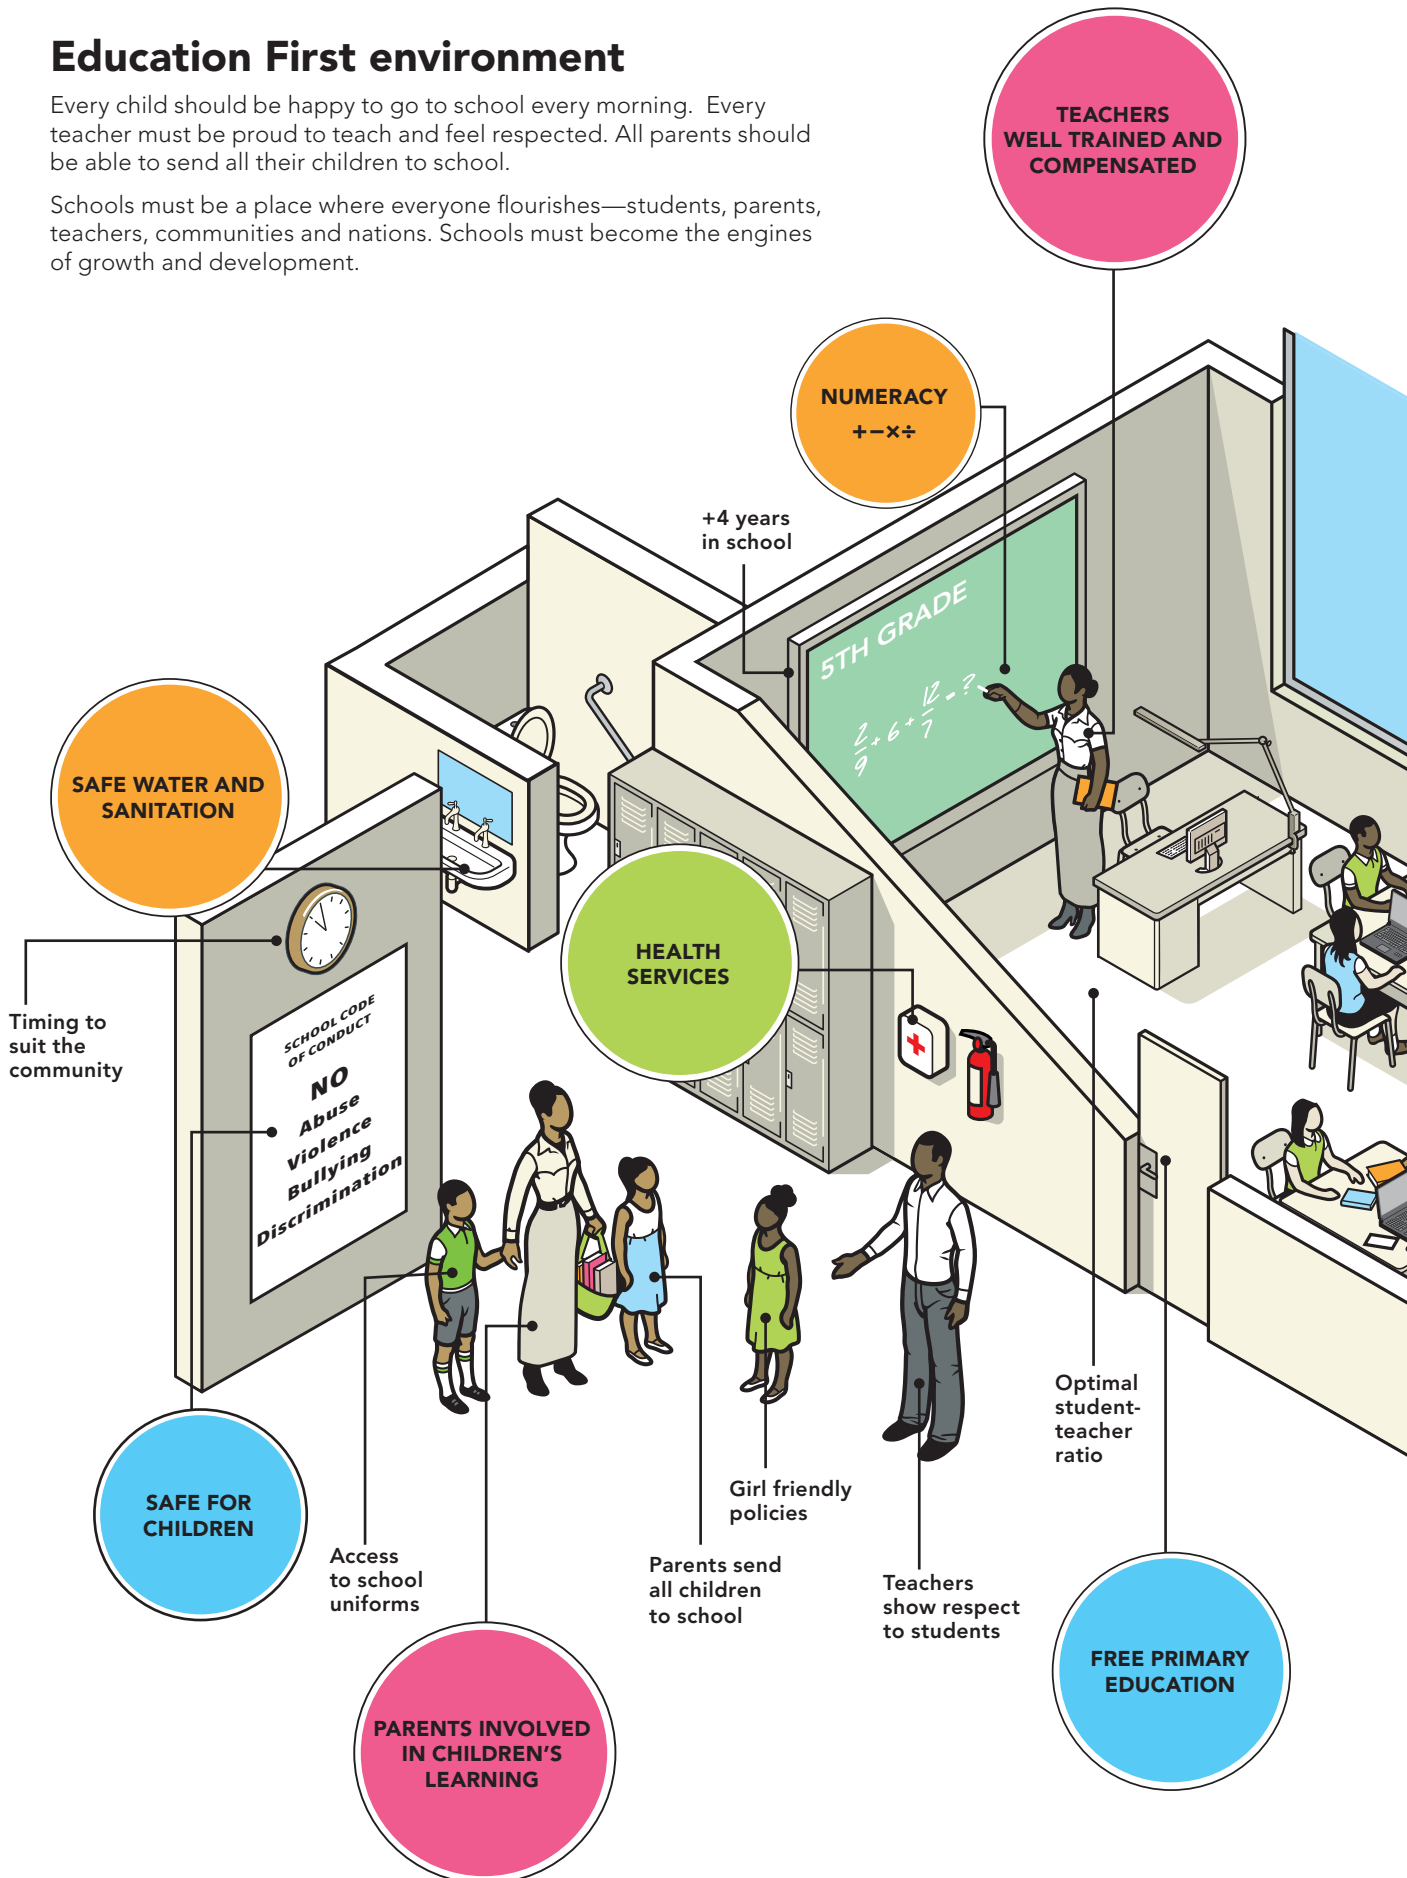 Education First environment
Every child should be happy to go to school every morning.  Every
teacher must be proud to teach and feel respected. All parents should
be able to send all their children to school.
Schools must be a place where everyone flourishes—students, parents,
teachers, communities and nations. Schools must become the engines
of growth and development.
TEACHERS
WELL TRAINED AND
COMPENSATED
NUMERACY
+−×÷
+4 years
in school
5TH GRADE
2/9 + 6 + 12/7 = ?
SAFE WATER AND
SANITATION
HEALTH
SERVICES
Timing to
suit the
community
SCHOOL CODE
OF CONDUCT
NO
Abuse
Violence
Bullying
Discrimination
Optimal
student-
teacher
ratio
Girl friendly
policies
SAFE FOR
CHILDREN
Access
to school
uniforms
Parents send
all children
to school
Teachers
show respect
to students
FREE PRIMARY
EDUCATION
PARENTS INVOLVED
IN CHILDREN'S
LEARNING